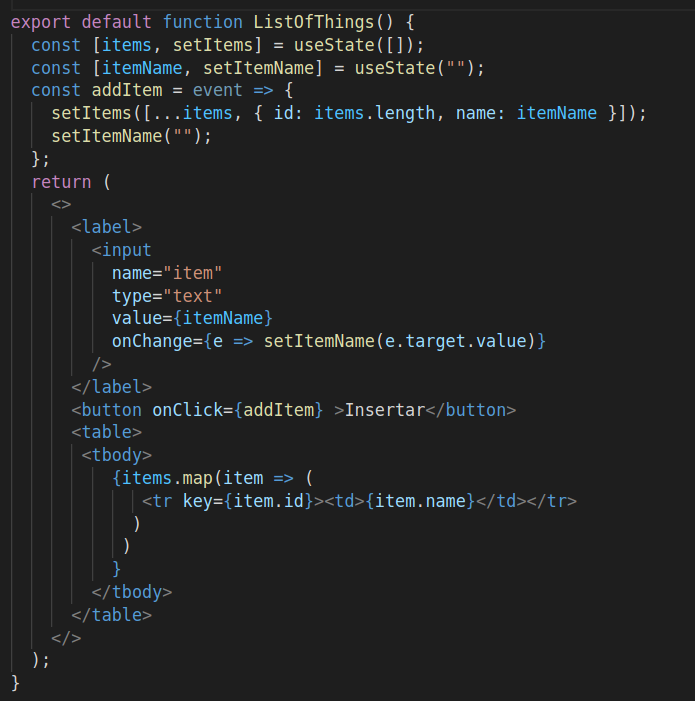 export default function ListOfThings() {
  const [items, setItems] = useState([]);
  const [itemName, setItemName] = useState("");
  const addItem = event => {
    setItems([...items, { id: items.length, name: itemName }]);
    setItemName("");
  };
  return (
    <>
      <label>
        <input
          name="item"
          type="text"
          value={itemName}
          onChange={e => setItemName(e.target.value)}
        />
      </label>
      <button onClick={addItem} >Insertar</button>
      <table>
       <tbody>
          {items.map(item => (
             <tr key={item.id}><td>{item.name}</td></tr>
            )
           )
          }
        </tbody>
      </table>
    </>
  );
}